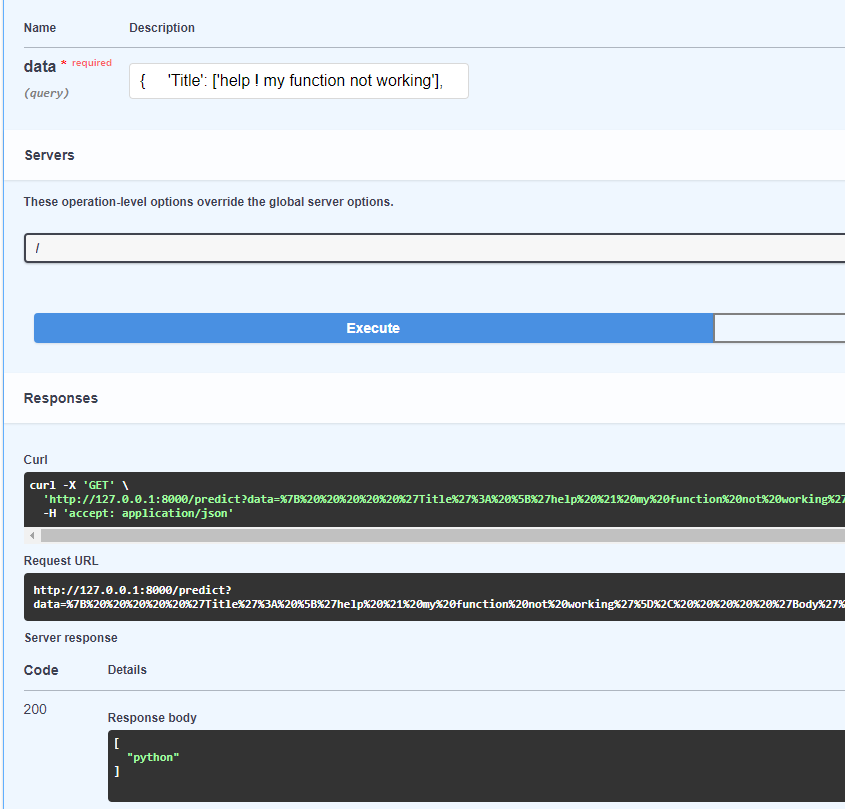 Name Description
data * required
(query)
{ 'Title': ['help ! my function not working'],
Servers
These operation-level options override the global server options.
/
Execute
Responses
Curl
curl -X 'GET' \
'http://127.0.0.1:8000/predict?data=%7B%20%20%20%20%20%27Title%27%3A%20%5B%27help%20%21%20my%20function%20not%20working%27
-H 'accept: application/json'
Request URL
http://127.0.0.1:8000/predict?
data=%7B%20%20%20%20%20%27Title%27%3A%20%5B%27help%20%21%20my%20function%20not%20working%27%5D%2C%20%20%20%20%20%27Body%27%
Server response
Code Details
200
Response body
[
"python"
]